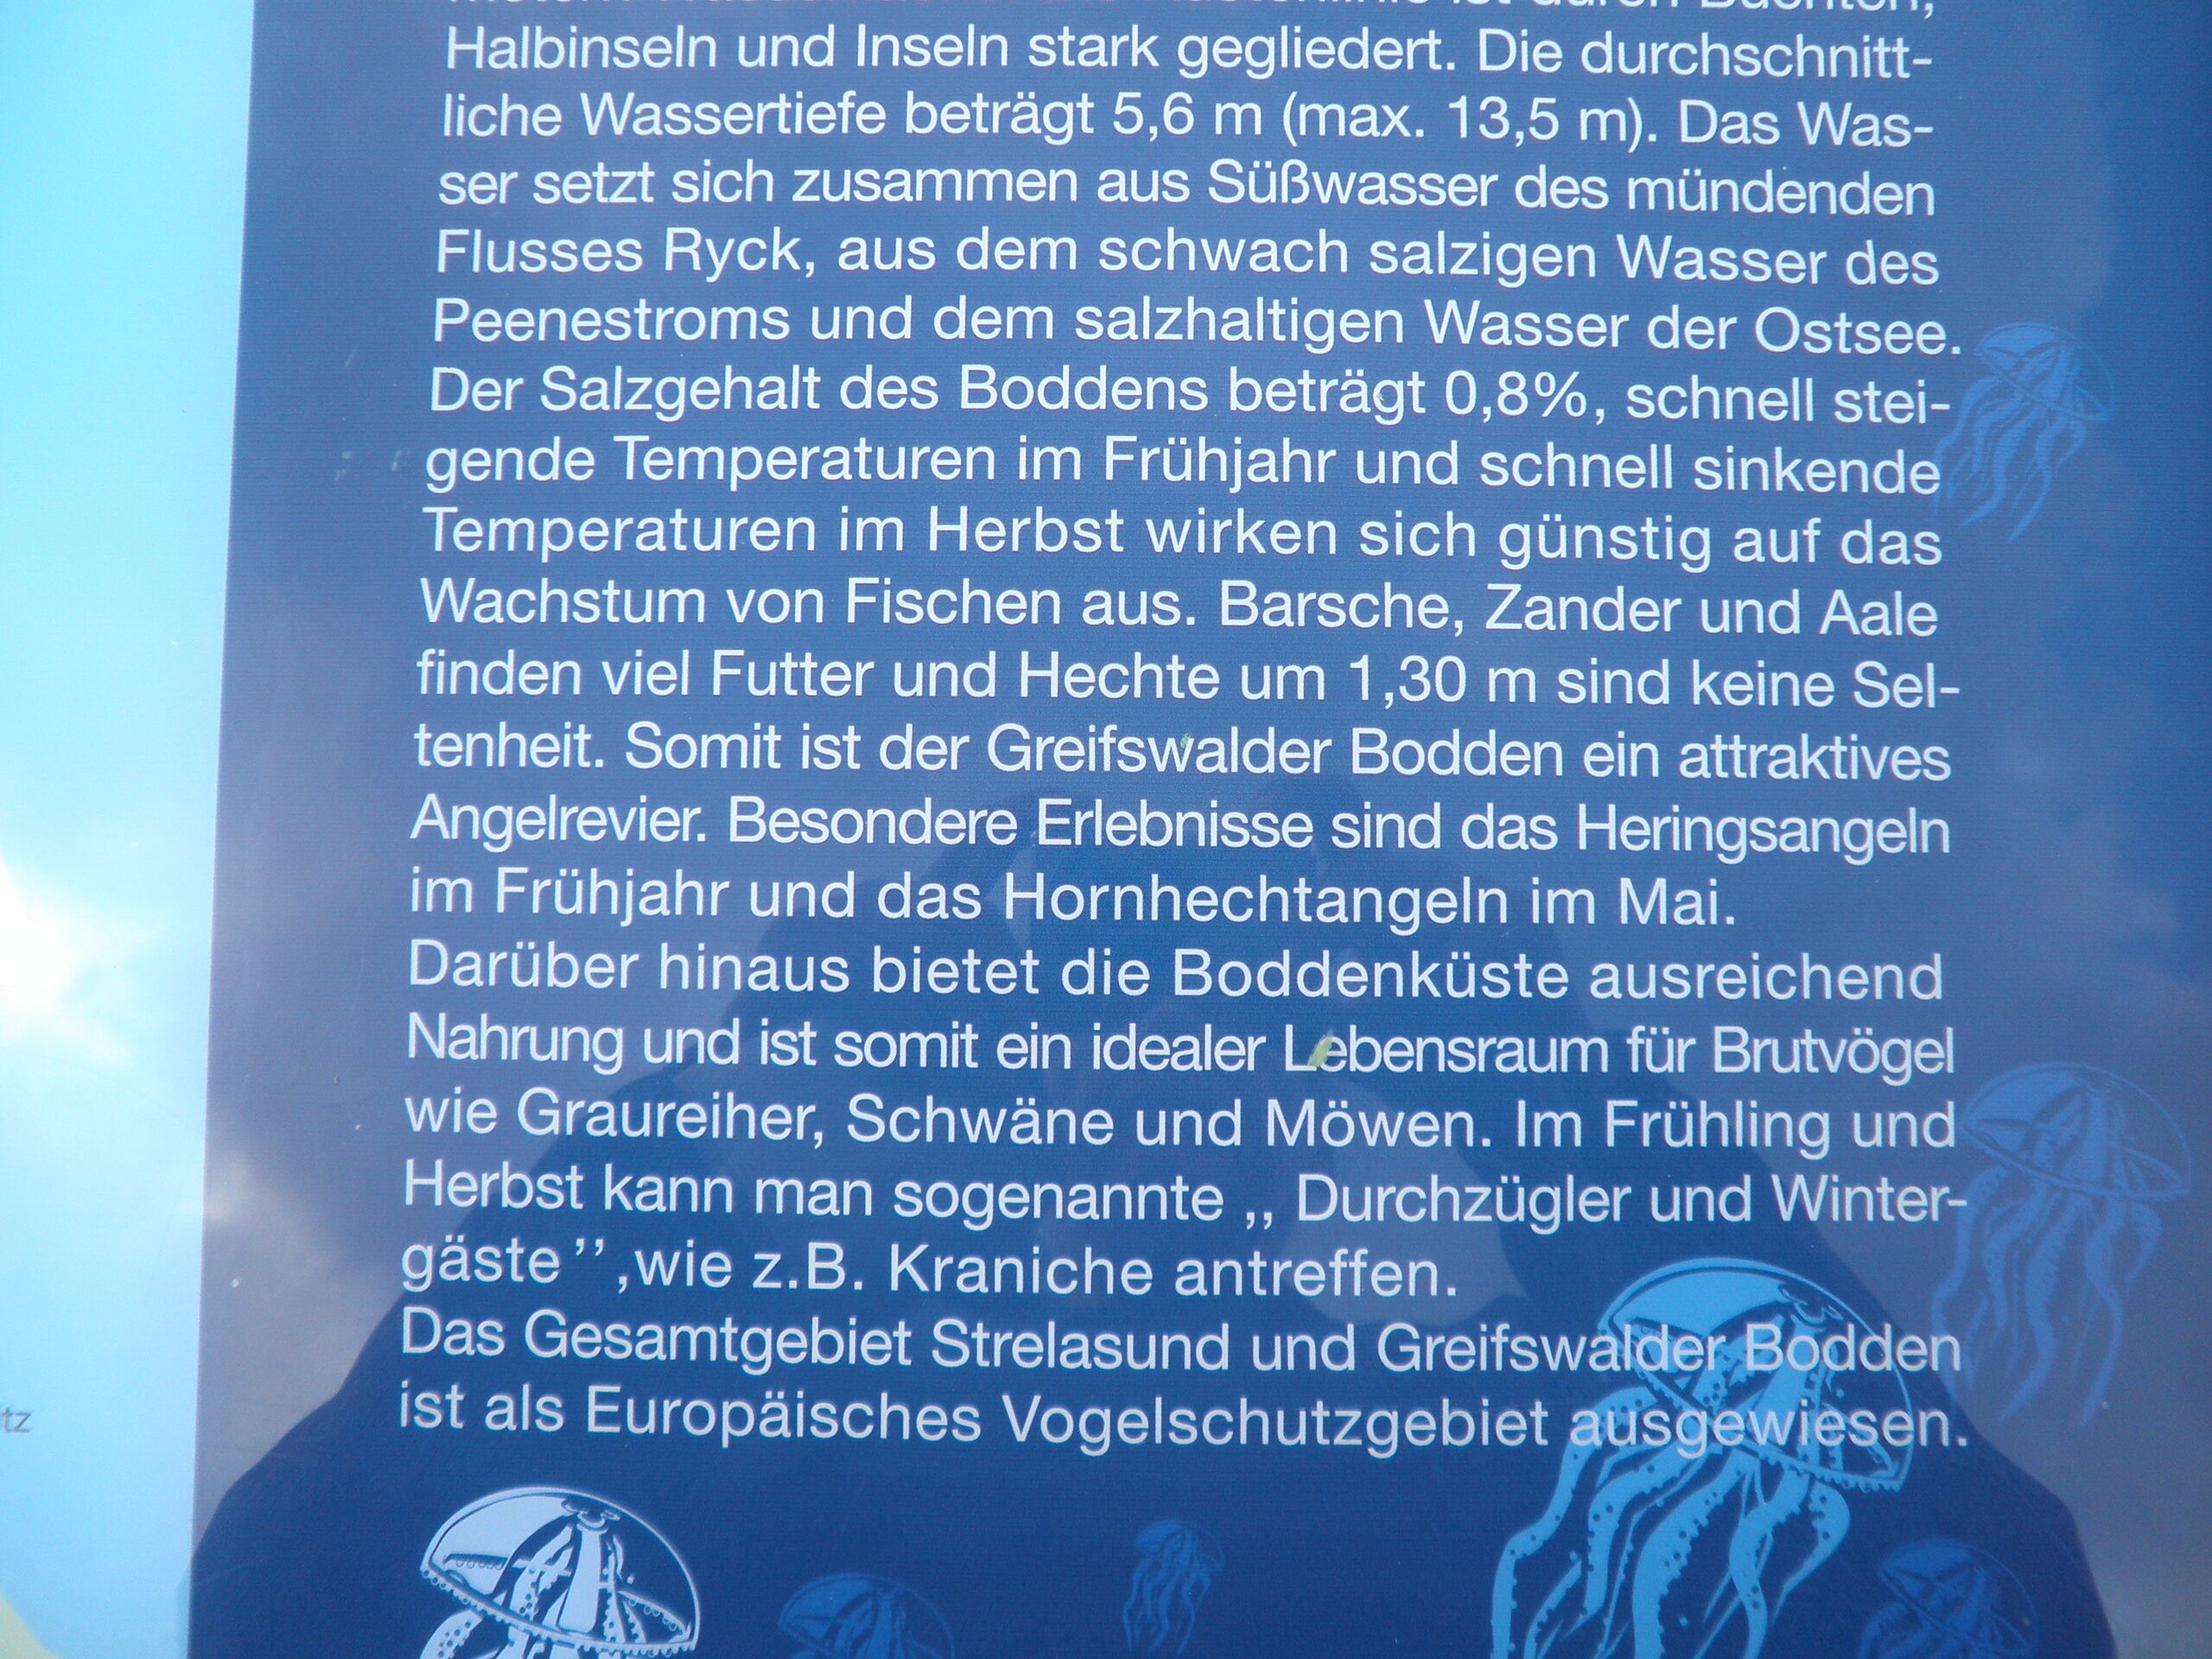 ist durch Buchten,
Halbinseln und Inseln stark gegliedert. Die durchschnitt-
liche Wassertiefe beträgt 5,6 m (max. 13,5 m). Das Was-
ser setzt sich zusammen aus Süßwasser des mündenden
Flusses Ryck, aus dem schwach salzigen Wasser des
Peenestroms und dem salzhaltigen Wasser der Ostsee.
Der Salzgehalt des Boddens beträgt 0,8%, schnell stei-
gende Temperaturen im Frühjahr und schnell sinkende
Temperaturen im Herbst wirken sich günstig auf das
Wachstum von Fischen aus. Barsche, Zander und Aale
finden viel Futter und Hechte um 1,30 m sind keine Sel-
tenheit. Somit ist der Greifswalder Bodden ein attraktives
Angelrevier. Besondere Erlebnisse sind das Heringsangeln
im Frühjahr und das Hornhechtangeln im Mai.
Darüber hinaus bietet die Boddenküste ausreichend
Nahrung und ist somit ein idealer Lebensraum für Brutvögel
wie Graureiher, Schwäne und Möwen. Im Frühling und
Herbst kann man sogenannte ,, Durchzügler und Winter-
gäste ’’ ,wie z.B. Kraniche antreffen.
Das Gesamtgebiet Strelasund und Greifswalder Bodden
ist als Europäisches Vogelschutzgebiet ausgewiesen.
tz